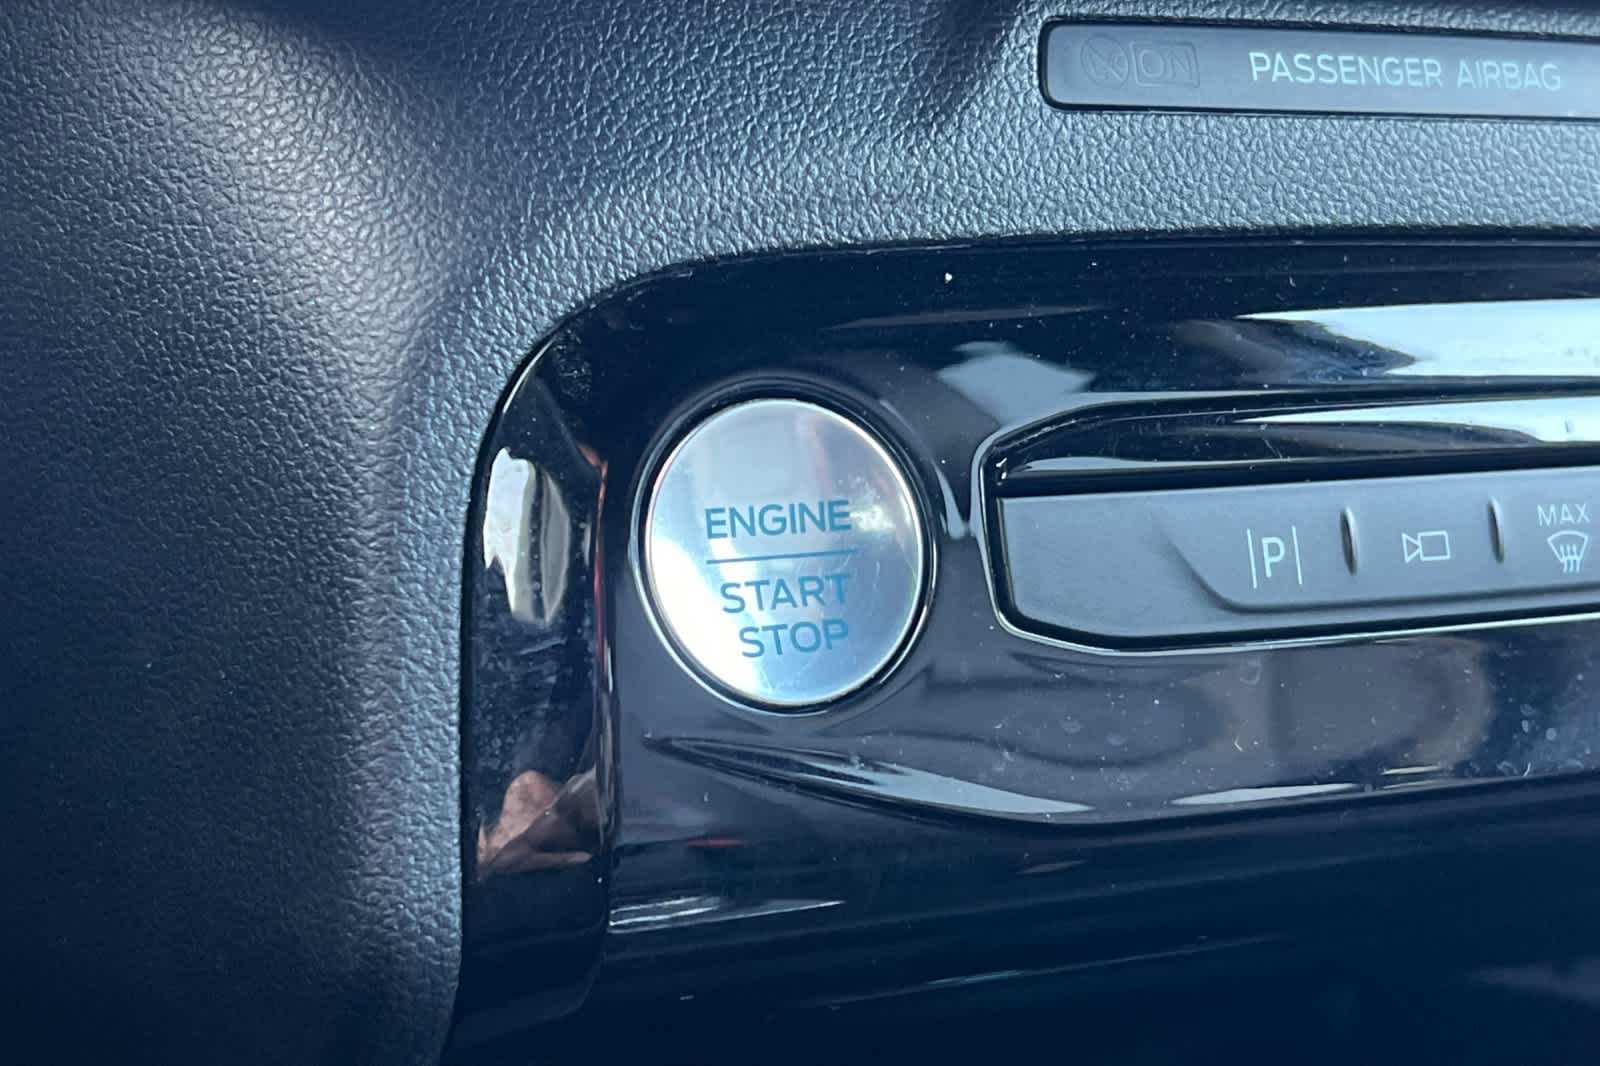 ON PASSENGER AIRBAG
ENGINE
START
STOP
P
MAX